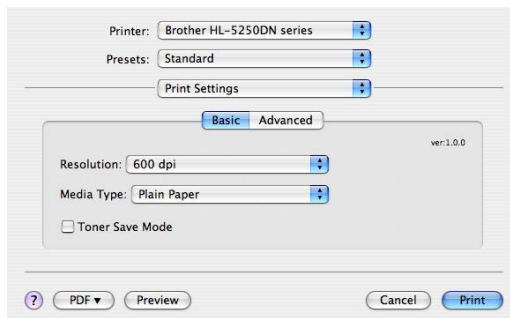 Printer: Brother HL-5250DN series
Presets: Standard
Print Settings
Basic Advanced
ver:1.0.0
Resolution: 600 dpi
Media Type: Plain Paper
Toner Save Mode
? PDF▼ Preview Cancel Print